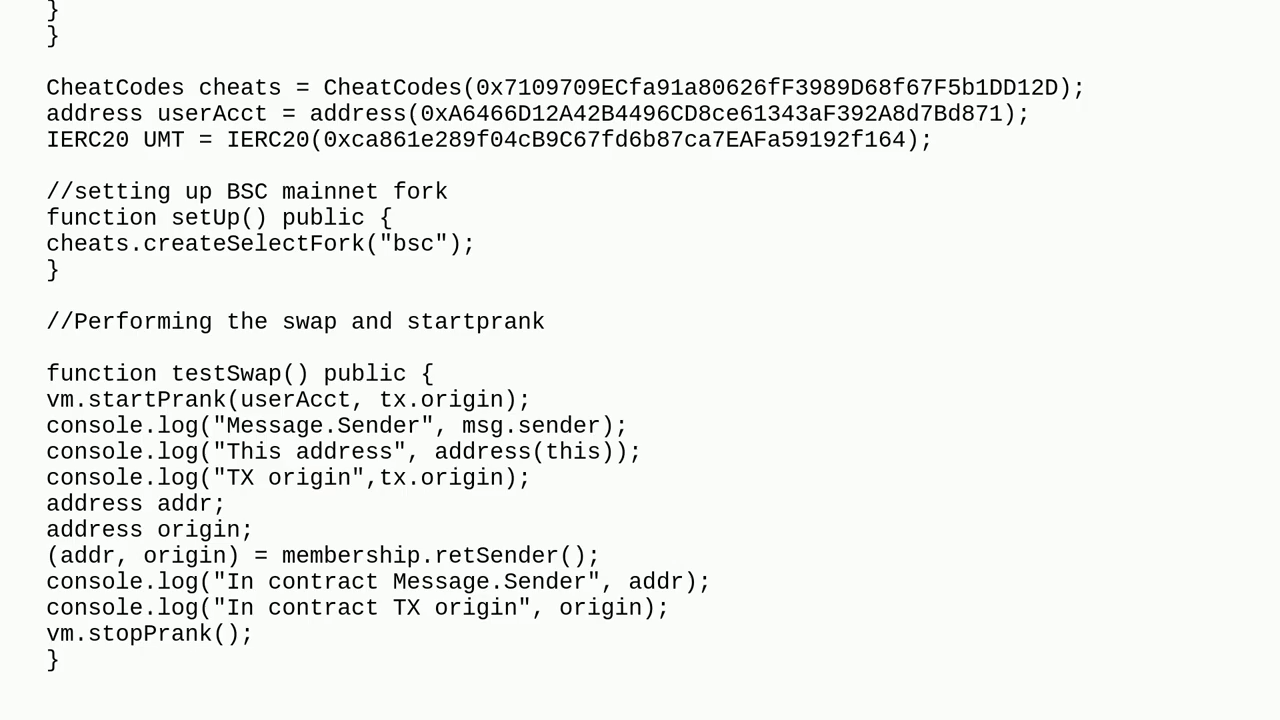 }
}
CheatCodes cheats = CheatCodes(0x7109709ECfa91a80626fF3989D68f67F5b1DD12D);
address userAcct = address(0xA6466D12A42B4496CD8ce61343aF392A8d7Bd871);
IERC20 UMT = IERC20(0xca861e289f04cB9C67fd6b87ca7EAFa59192f164);
//setting up BSC mainnet fork
function setUp() public {
cheats.createSelectFork("bsc");
}
//Performing the swap and startprank
function testSwap() public {
vm.startPrank(userAcct, tx.origin);
console.log("Message.Sender", msg.sender);
console.log("This address", address(this));
console.log("TX origin",tx.origin);
address addr;
address origin;
(addr, origin) = membership.retSender();
console.log("In contract Message.Sender", addr);
console.log("In contract TX origin", origin);
vm.stopPrank();
}